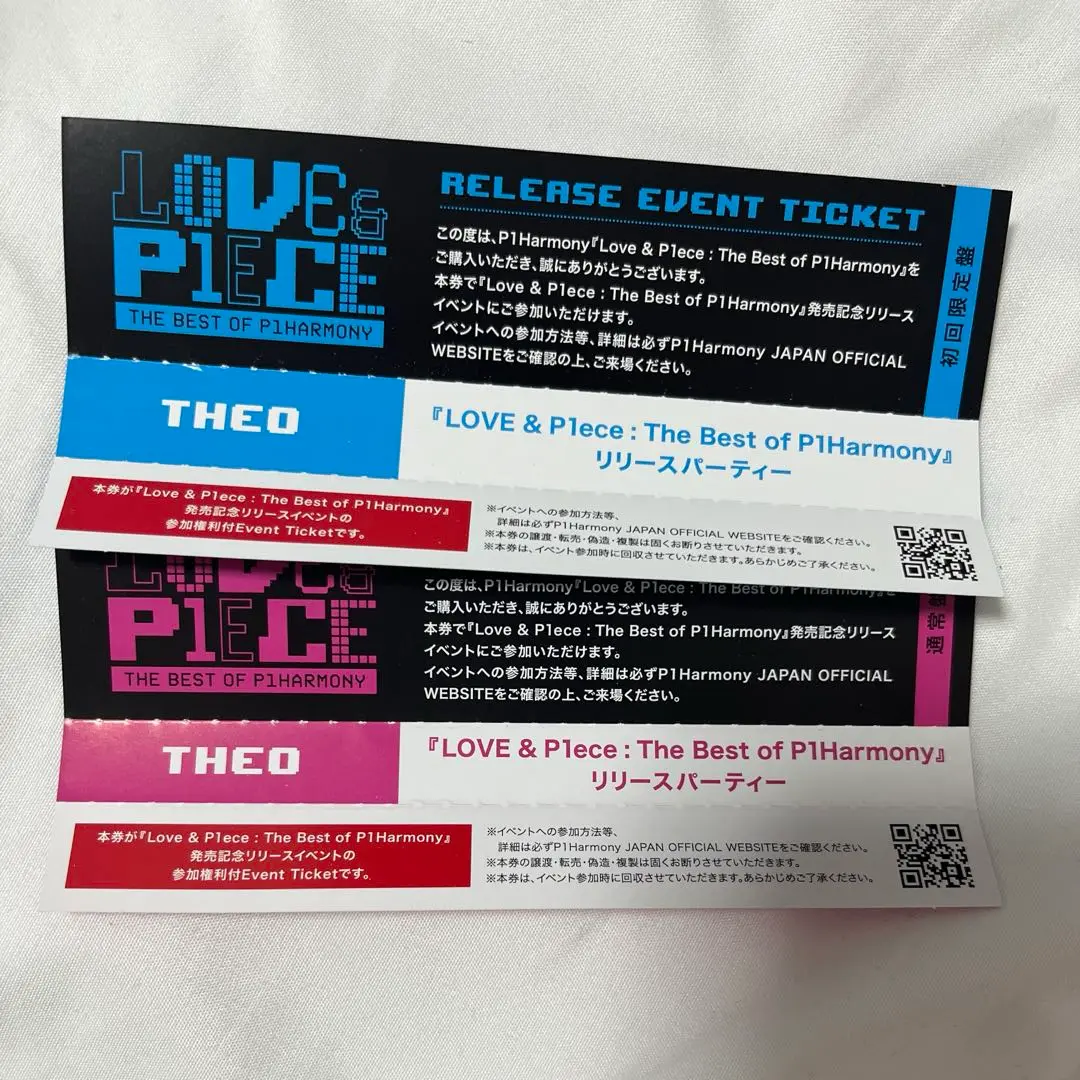 LOVE&
P1ECE
THE BEST OF P1HARMONY
RELEASE EVENT TICKET
この度は、P1Harmony『Love & P1ece : The Best of P1Harmony』を
ご購入いただき、誠にありがとうございます。
本券で『Love & P1ece : The Best of P1Harmony』発売記念リリース
イベントにご参加いただけます。
イベントへの参加方法等、詳細は必ずP1Harmony JAPAN OFFICIAL
WEBSITEをご確認の上、ご来場ください。
初回限定盤
THEO
『LOVE & P1ece : The Best of P1Harmony』
リリースパーティー
本券が『Love & P1ece : The Best of P1Harmony』
発売記念リリースイベントの
参加権利付Event Ticketです。
※イベントへの参加方法等、
詳細は必ずP1Harmony JAPAN OFFICIAL WEBSITEをご確認ください。
※本券の譲渡・転売・偽造・複製は固くお断りさせていただきます。
※本券は、イベント参加時に回収させていただきます。あらかじめご了承ください。
LOVE&
P1ECE
THE BEST OF P1HARMONY
この度は、P1Harmony『Love & P1ece : The Best of P1Harmony』を
ご購入いただき、誠にありがとうございます。
本券で『Love & P1ece : The Best of P1Harmony』発売記念リリース
イベントにご参加いただけます。
イベントへの参加方法等、詳細は必ずP1Harmony JAPAN OFFICIAL
WEBSITEをご確認の上、ご来場ください。
通常盤
THEO
『LOVE & P1ece : The Best of P1Harmony』
リリースパーティー
本券が『Love & P1ece : The Best of P1Harmony』
発売記念リリースイベントの
参加権利付Event Ticketです。
※イベントへの参加方法等、
詳細は必ずP1Harmony JAPAN OFFICIAL WEBSITEをご確認ください。
※本券の譲渡・転売・偽造・複製は固くお断りさせていただきます。
※本券は、イベント参加時に回収させていただきます。あらかじめご了承ください。